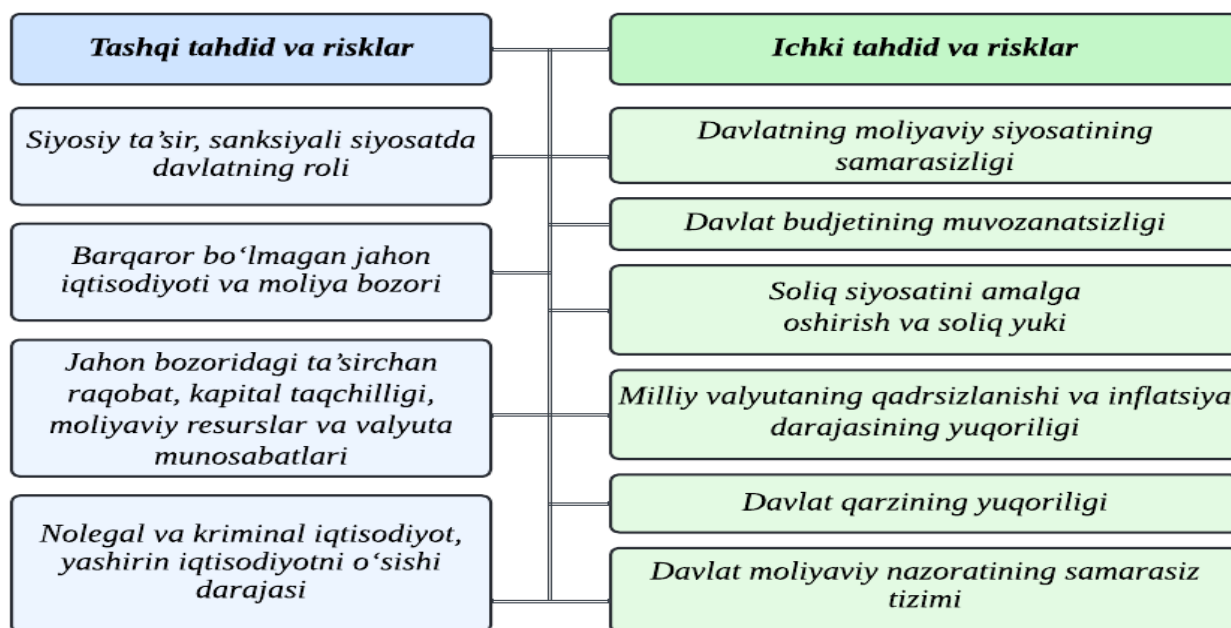 Tashqi tahdid va risklar
Siyosiy ta’sir, sanksiyali siyosatda
davlatning roli
Barqaror bo‘lmagan jahon
iqtisodiyoti va moliya bozori
Jahon bozoridagi ta’sirchan
raqobat, kapital taqchilligi,
moliyaviy resurslar va valyuta
munosabatlari
Nolegal va kriminal iqtisodiyot,
yashirin iqtisodiyotni o‘sishi
darajasi
Ichki tahdid va risklar
Davlatning moliyaviy siyosatining
samarasizligi
Davlat budjetining muvozanatsizligi
Soliq siyosatini amalga
oshirish va soliq yuki
Milliy valyutaning qadrsizlanishi va inflatsiya
darajasining yuqoriligi
Davlat qarzining yuqoriligi
Davlat moliyaviy nazoratining samarasiz
tizimi